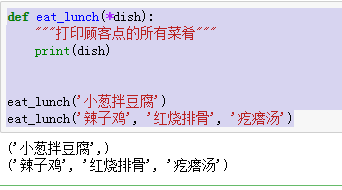 def eat_lunch(*dish):
    """打印顾客点的所有菜肴"""
    print(dish)
eat_lunch('小葱拌豆腐')
eat_lunch('辣子鸡', '红烧排骨', '疙瘩汤')
('小葱拌豆腐',)
('辣子鸡', '红烧排骨', '疙瘩汤')